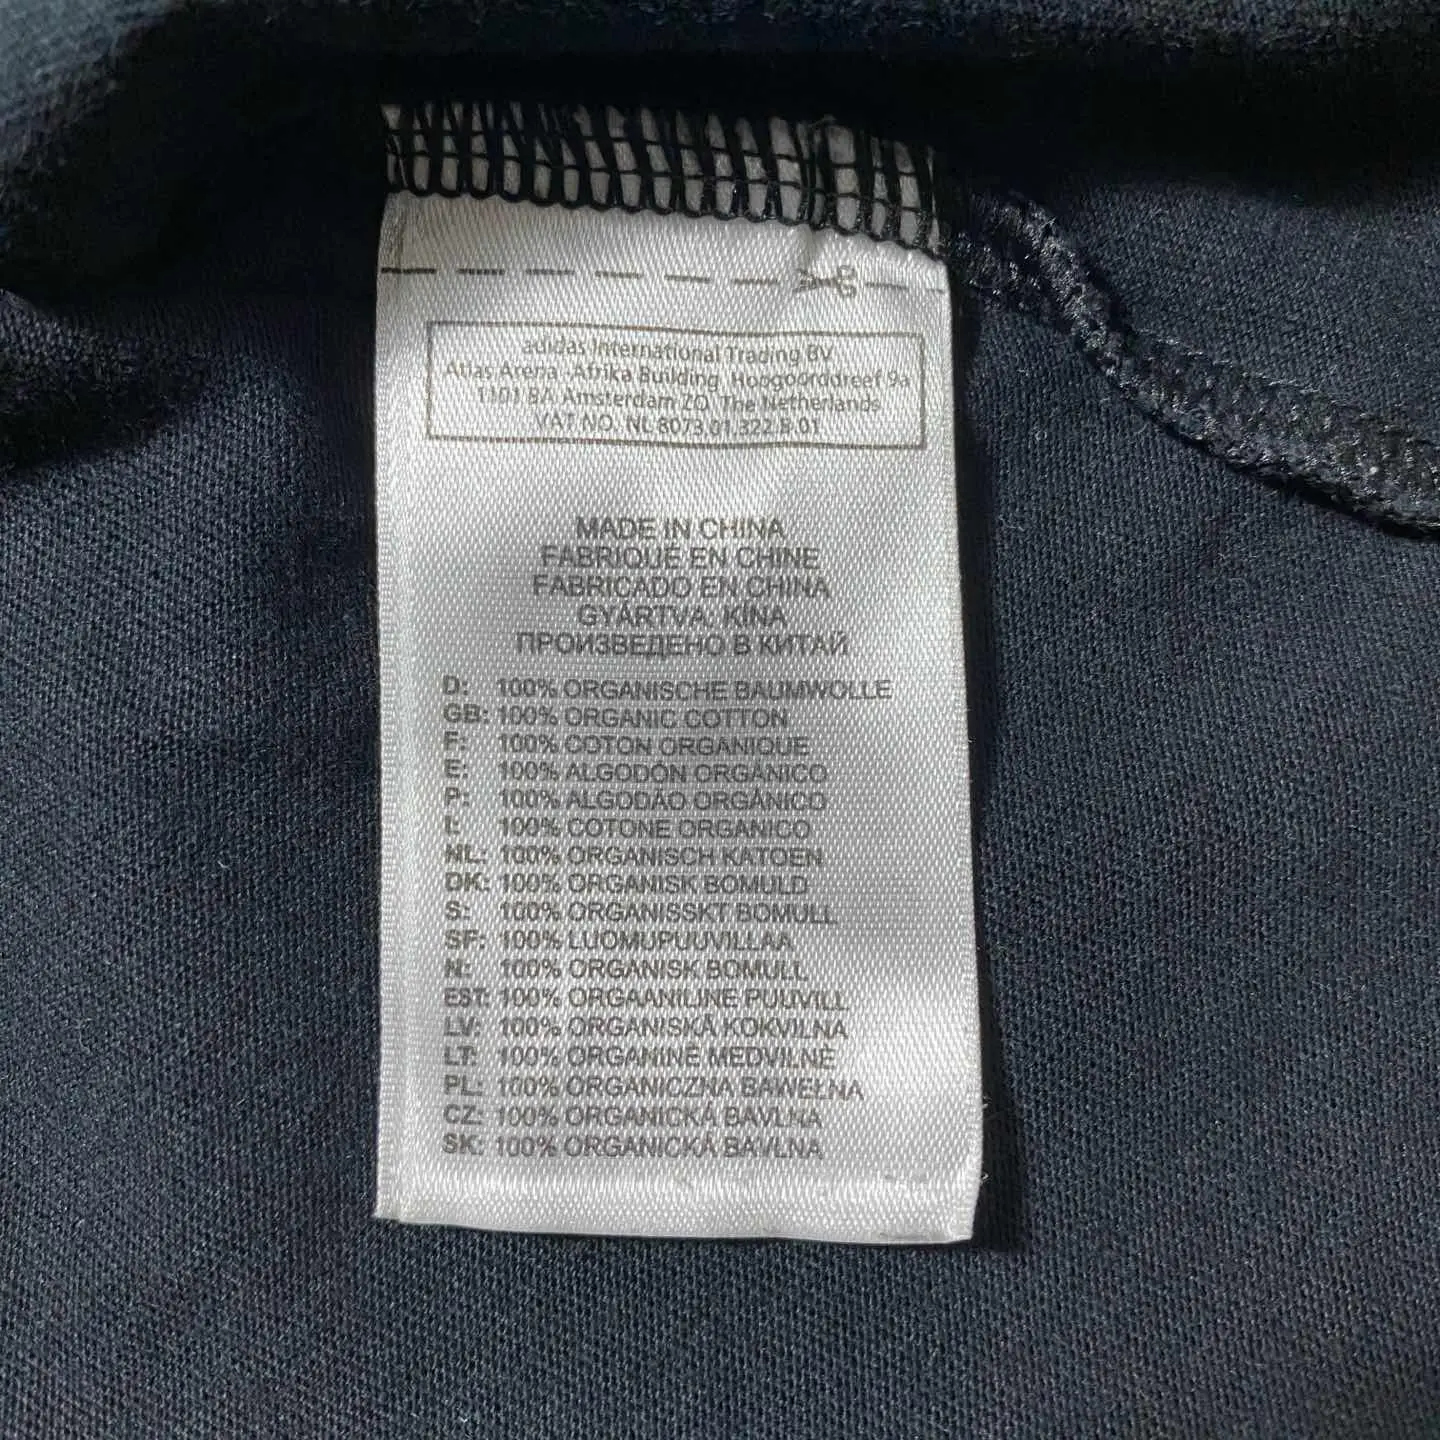 adidas International Trading BV
Atlas Arena -Afrika Building, Hoogoorddreef 9a
1101 BA Amsterdam ZO, The Netherlands
VAT NO. NL 8073.01.322.B.01
MADE IN CHINA
FABRIQUÉ EN CHINE
FABRICADO EN CHINA
GYÁRTVA: KÍNA
ПРОИЗВЕДЕНО В КИТАЙ
D: 100% ORGANISCHE BAUMWOLLE
GB: 100% ORGANIC COTTON
F: 100% COTON ORGANIQUE
E: 100% ALGODÓN ORGÁNICO
P: 100% ALGODÃO ORGÂNICO
I: 100% COTONE ORGANICO
NL: 100% ORGANISCH KATOEN
DK: 100% ORGANISK BOMULD
S: 100% ORGANISSKT BOMULL
SF: 100% LUOMUPUUVILLAA
N: 100% ORGANISK BOMULL
EST: 100% ORGAANILINE PUUVILL
LV: 100% ORGANISKĀ KOKVILNA
LT: 100% ORGANINĖ MEDVILNĖ
PL: 100% ORGANICZNA BAWEŁNA
CZ: 100% ORGANICKÁ BAVLNA
SK: 100% ORGANICKÁ BAVLNA